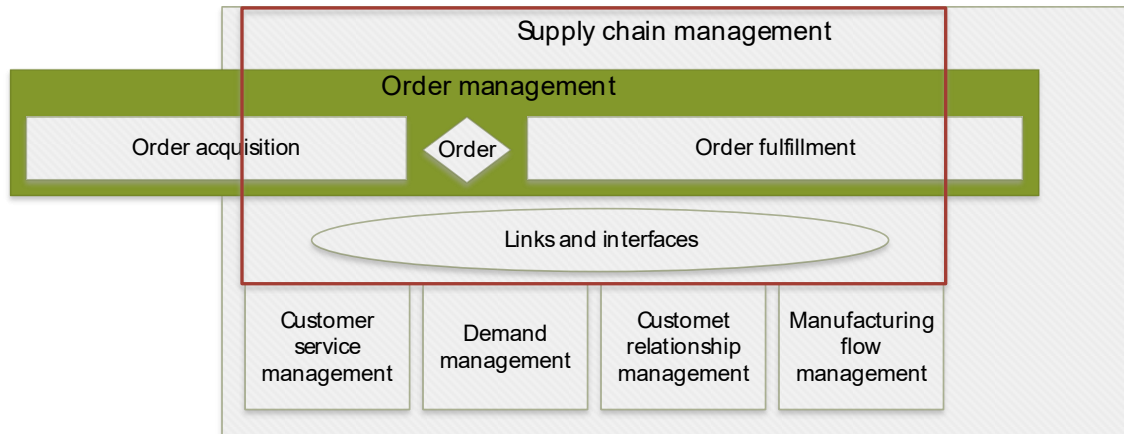 Supply chain management
Order management
Order acquisition
Order
Order fulfillment
Links and interfaces
Customer
service
management
Demand
management
Customet
relationship
management
Manufacturing
flow
management